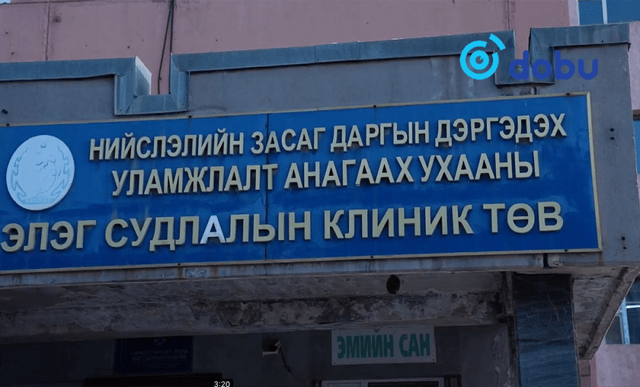 dobu
НИЙСЛЭЛИЙН ЗАСАГ ДАРГЫН ДЭРГЭДЭХ
УЛАМЖЛАЛТ АНАГААХ УХААНЫ
ЭЛЭГ СУДЛАЛЫН КЛИНИК ТӨВ
ЭМИЙН САН
3:20